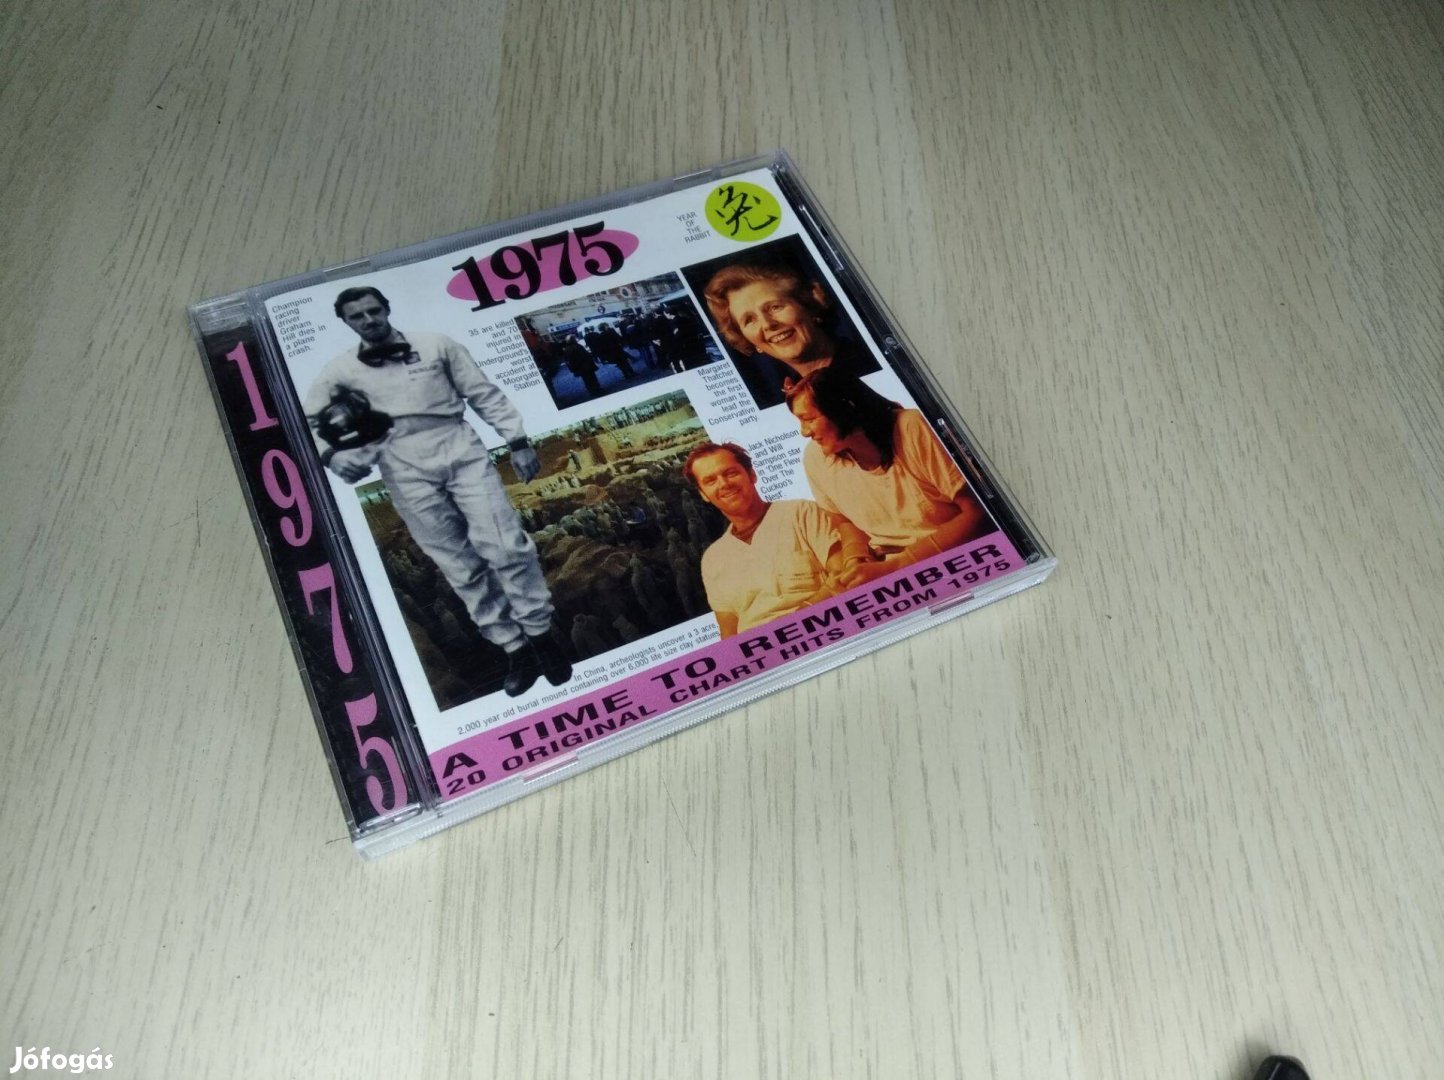 1975
兔
YEAR
OF
THE
RABBIT
1975
Champion
racing
driver
Graham
Hill dies in
a plane
crash.
35 are killed
and 70
injured in
London
Underground's
worst
accident at
Moorgate
Station.
Margaret
Thatcher
becomes
the first
woman to
lead the
Conservative
party.
Jack Nicholson
and Will
Sampson star
in 'One Flew
Over The
Cuckoo's
Nest'.
In China, archeologists uncover a 3 acre,
2,000 year old burial mound containing over 6,000 life size clay statues.
A TIME TO REMEMBER
20 ORIGINAL CHART HITS FROM 1975
Jófogás